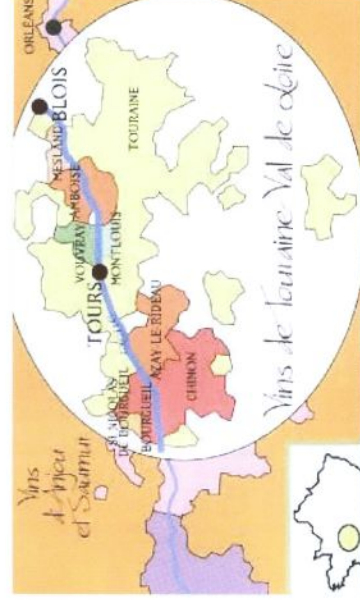 ORLÉANS
BLOIS
MESLAND
AMBOISE
TOURAINE
VOUVRAY
MONTLOUIS
TOURS
AZAY-LE-RIDEAU
ST NICOLAS
DE BOURGUEIL
BOURGUEIL
CHINON
Vins
d'Anjou
et Saumur
Vins de Touraine Val de Loire